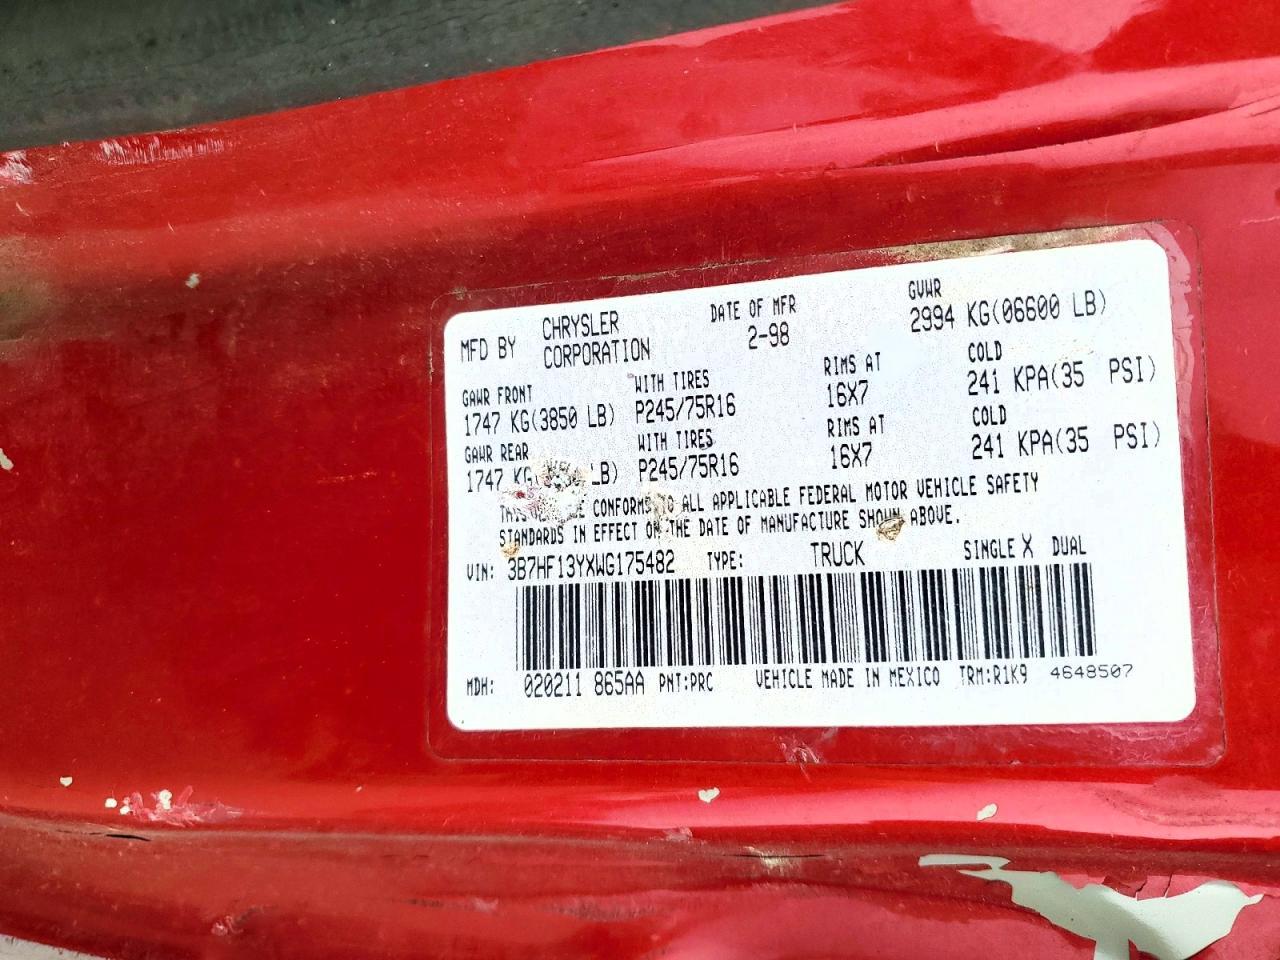 MFD BY CHRYSLER CORPORATION DATE OF MFR 2-98 GVWR 2994 KG(06600 LB)
GAWR FRONT WITH TIRES RIMS AT COLD
1747 KG(3850 LB) P245/75R16 16X7 241 KPA(35 PSI)
GAWR REAR WITH TIRES RIMS AT COLD
1747 KG( LB) P245/75R16 16X7 241 KPA(35 PSI)
THIS CONFORMS TO ALL APPLICABLE FEDERAL MOTOR VEHICLE SAFETY
STANDARDS IN EFFECT ON THE DATE OF MANUFACTURE SHOWN ABOVE.
VIN: 3B7HF13YXWG175482 TYPE: TRUCK SINGLE X DUAL
MDH: 020211 865AA PNT:PRC VEHICLE MADE IN MEXICO TRM:R1K9 4648507